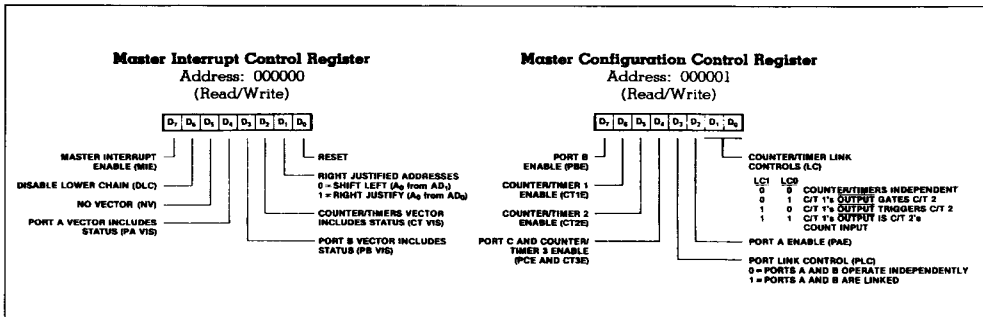 Master Interrupt Control Register
Address: 000000
(Read/Write)
D7 D6 D5 D4 D3 D2 D1 D0
MASTER INTERRUPT
ENABLE (MIE)
DISABLE LOWER CHAIN (DLC)
NO VECTOR (NV)
PORT A VECTOR INCLUDES
STATUS (PA VIS)
RESET
RIGHT JUSTIFIED ADDRESSES
0 = SHIFT LEFT (A0 from AD1)
1 = RIGHT JUSTIFY (A0 from AD0)
COUNTER/TIMERS VECTOR
INCLUDES STATUS (CT VIS)
PORT B VECTOR INCLUDES
STATUS (PB VIS)
Master Configuration Control Register
Address: 000001
(Read/Write)
D7 D6 D5 D4 D3 D2 D1 D0
PORT B
ENABLE (PBE)
COUNTER/TIMER 1
ENABLE (CT1E)
COUNTER/TIMER 2
ENABLE (CT2E)
PORT C AND COUNTER/
TIMER 3 ENABLE
(PCE AND CT3E)
COUNTER/TIMER LINK
CONTROLS (LC)
LC1 LC0
0 0 COUNTER/TIMERS INDEPENDENT
0 1 C/T 1's OUTPUT GATES C/T 2
1 0 C/T 1's OUTPUT TRIGGERS C/T 2
1 1 C/T 1's OUTPUT IS C/T 2's
COUNT INPUT
PORT A ENABLE (PAE)
PORT LINK CONTROL (PLC)
0 = PORTS A AND B OPERATE INDEPENDENTLY
1 = PORTS A AND B ARE LINKED